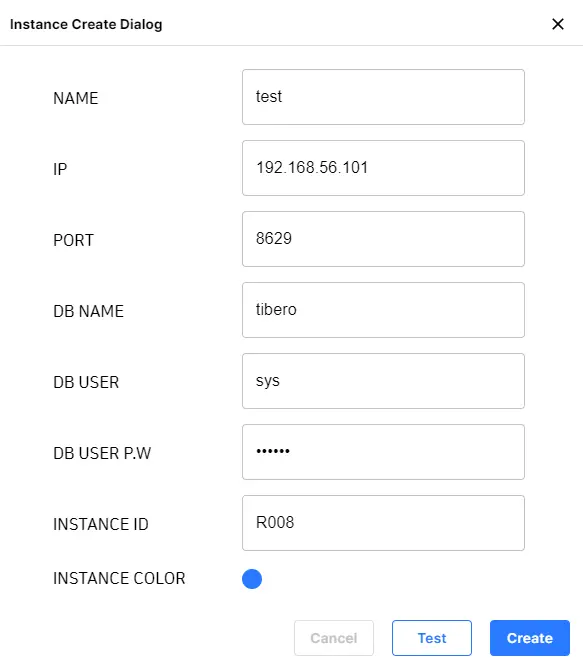 Instance Create Dialog
NAME test
IP 192.168.56.101
PORT 8629
DB NAME tibero
DB USER sys
DB USER P.W ••••••
INSTANCE ID R008
INSTANCE COLOR
Cancel Test Create